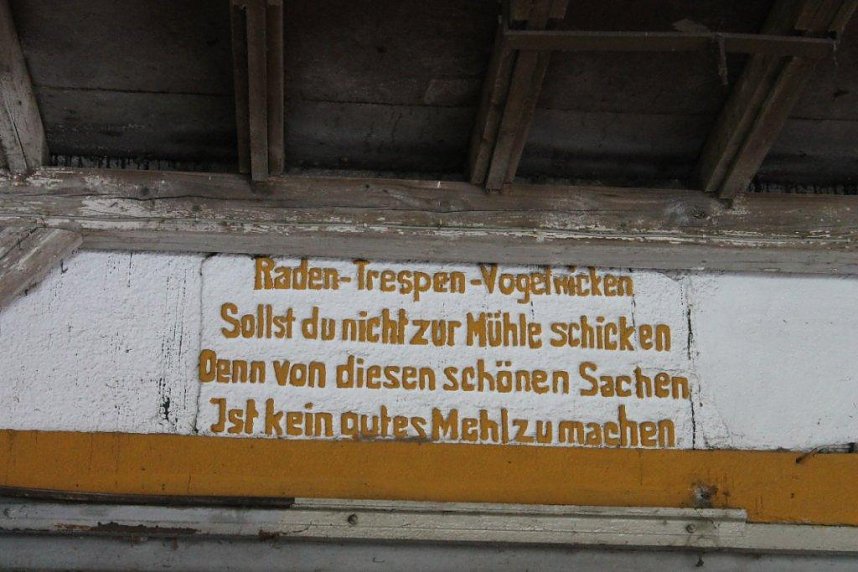 Raden-Trespen-Vogelwicken
Sollst du nicht zur Mühle schicken
Denn von diesen schönen Sachen
Ist kein gutes Mehl zu machen